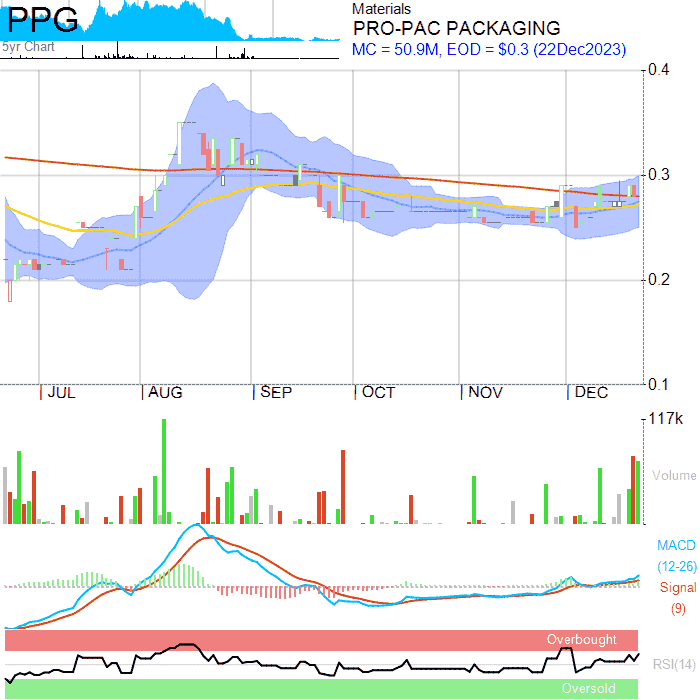 PPG
5yr Chart
Materials
PRO-PAC PACKAGING
MC = 50.9M, EOD = $0.3 (22Dec2023)
0.4
0.3
0.2
0.1
| JUL | AUG | SEP | OCT | NOV | DEC
117k
Volume
MACD
(12-26)
Signal
(9)
Overbought
RSI(14)
Oversold